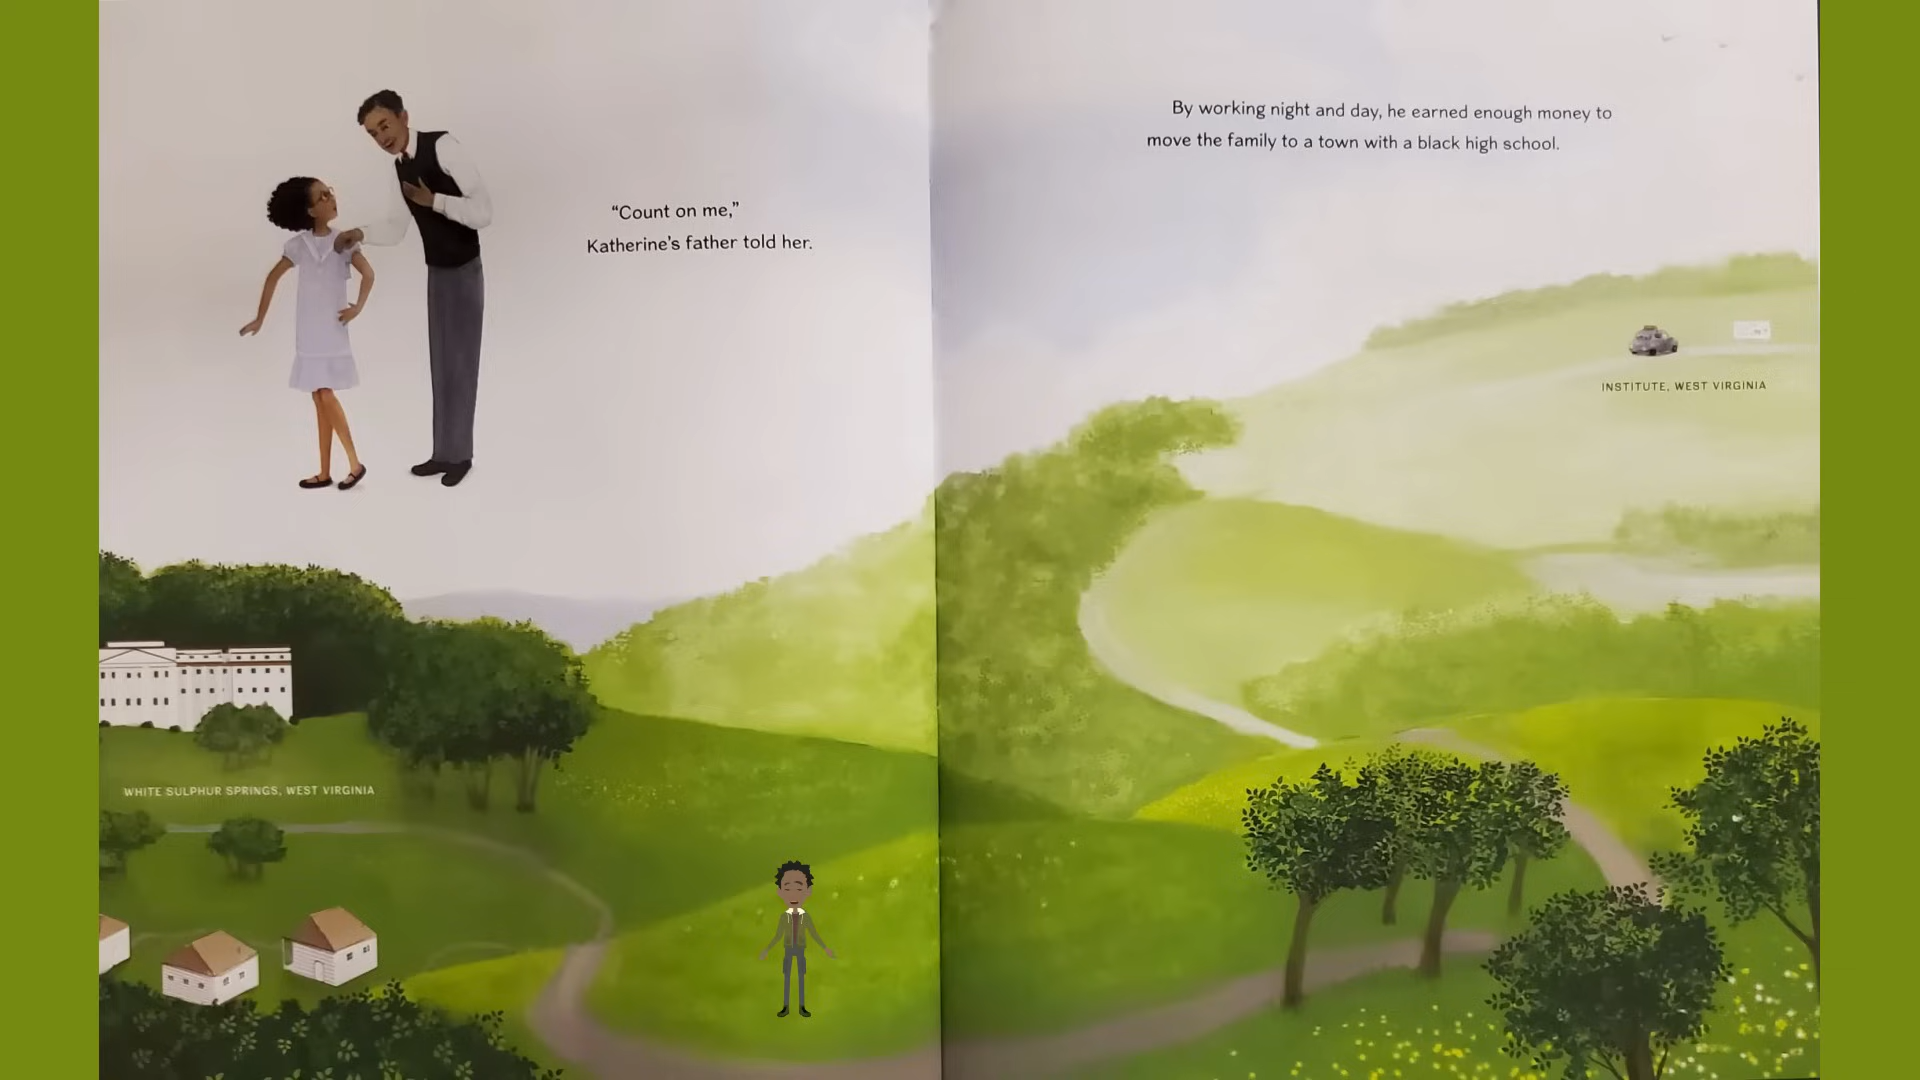 “Count on me,”
Katherine’s father told her.
WHITE SULPHUR SPRINGS, WEST VIRGINIA
By working night and day, he earned enough money to
move the family to a town with a black high school.
INSTITUTE, WEST VIRGINIA